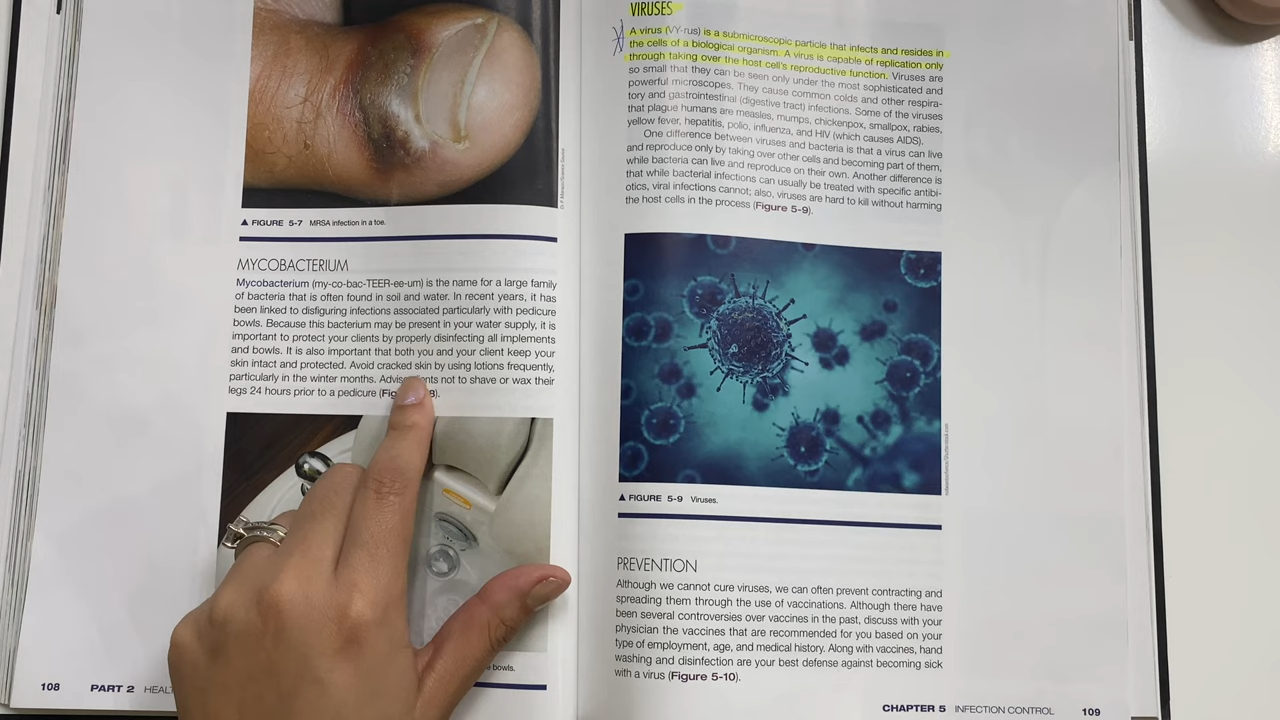 ▲ FIGURE 5-7 MRSA infection in a toe.
MYCOBACTERIUM
Mycobacterium (my-co-bac-TEER-ee-um) is the name for a large family
of bacteria that is often found in soil and water. In recent years, it has
been linked to disfiguring infections associated particularly with pedicure
bowls. Because this bacterium may be present in your water supply, it is
important to protect your clients by properly disinfecting all implements
and bowls. It is also important that both you and your client keep your
skin intact and protected. Avoid cracked skin by using lotions frequently,
particularly in the winter months. Advise nts not to shave or wax their
legs 24 hours prior to a pedicure (Fig 8).
bowls.
108 PART 2 HEAL
VIRUSES
A virus (VY-rus) is a submicroscopic particle that infects and resides in
the cells of a biological organism. A virus is capable of replication only
through taking over the host cell's reproductive function. Viruses are
so small that they can be seen only under the most sophisticated and
powerful microscopes. They cause common colds and other respira-
tory and gastrointestinal (digestive tract) infections. Some of the viruses
that plague humans are measles, mumps, chickenpox, smallpox, rabies,
yellow fever, hepatitis, polio, influenza, and HIV (which causes AIDS).
One difference between viruses and bacteria is that a virus can live
and reproduce only by taking over other cells and becoming part of them,
while bacteria can live and reproduce on their own. Another difference is
that while bacterial infections can usually be treated with specific antibi-
otics, viral infections cannot; also, viruses are hard to kill without harming
the host cells in the process (Figure 5-9).
▲ FIGURE 5-9 Viruses.
PREVENTION
Although we cannot cure viruses, we can often prevent contracting and
spreading them through the use of vaccinations. Although there have
been several controversies over vaccines in the past, discuss with your
physician the vaccines that are recommended for you based on your
type of employment, age, and medical history. Along with vaccines, hand
washing and disinfection are your best defense against becoming sick
with a virus (Figure 5-10).
CHAPTER 5 INFECTION CONTROL 109